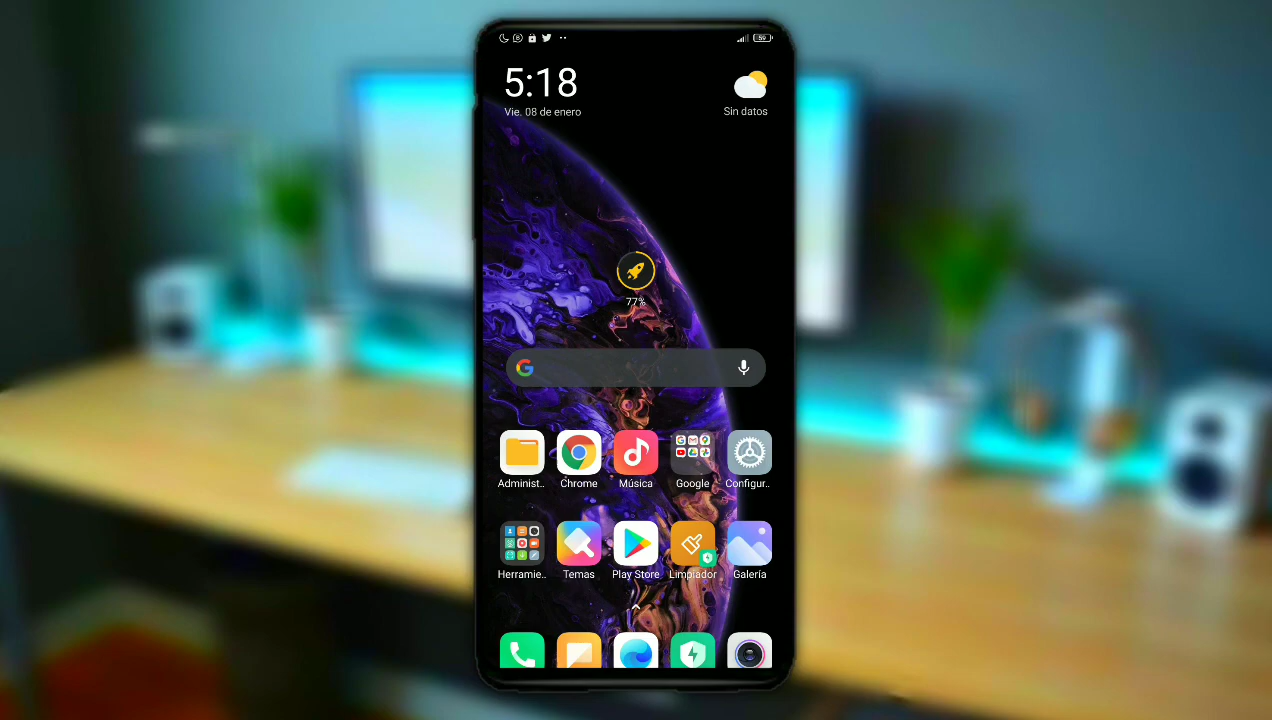 59
5:18
Vie. 08 de enero
Sin datos
77%
Administ..
Chrome
Música
Google
Configur..
Herramie..
Temas
Play Store
Limpiador
Galería